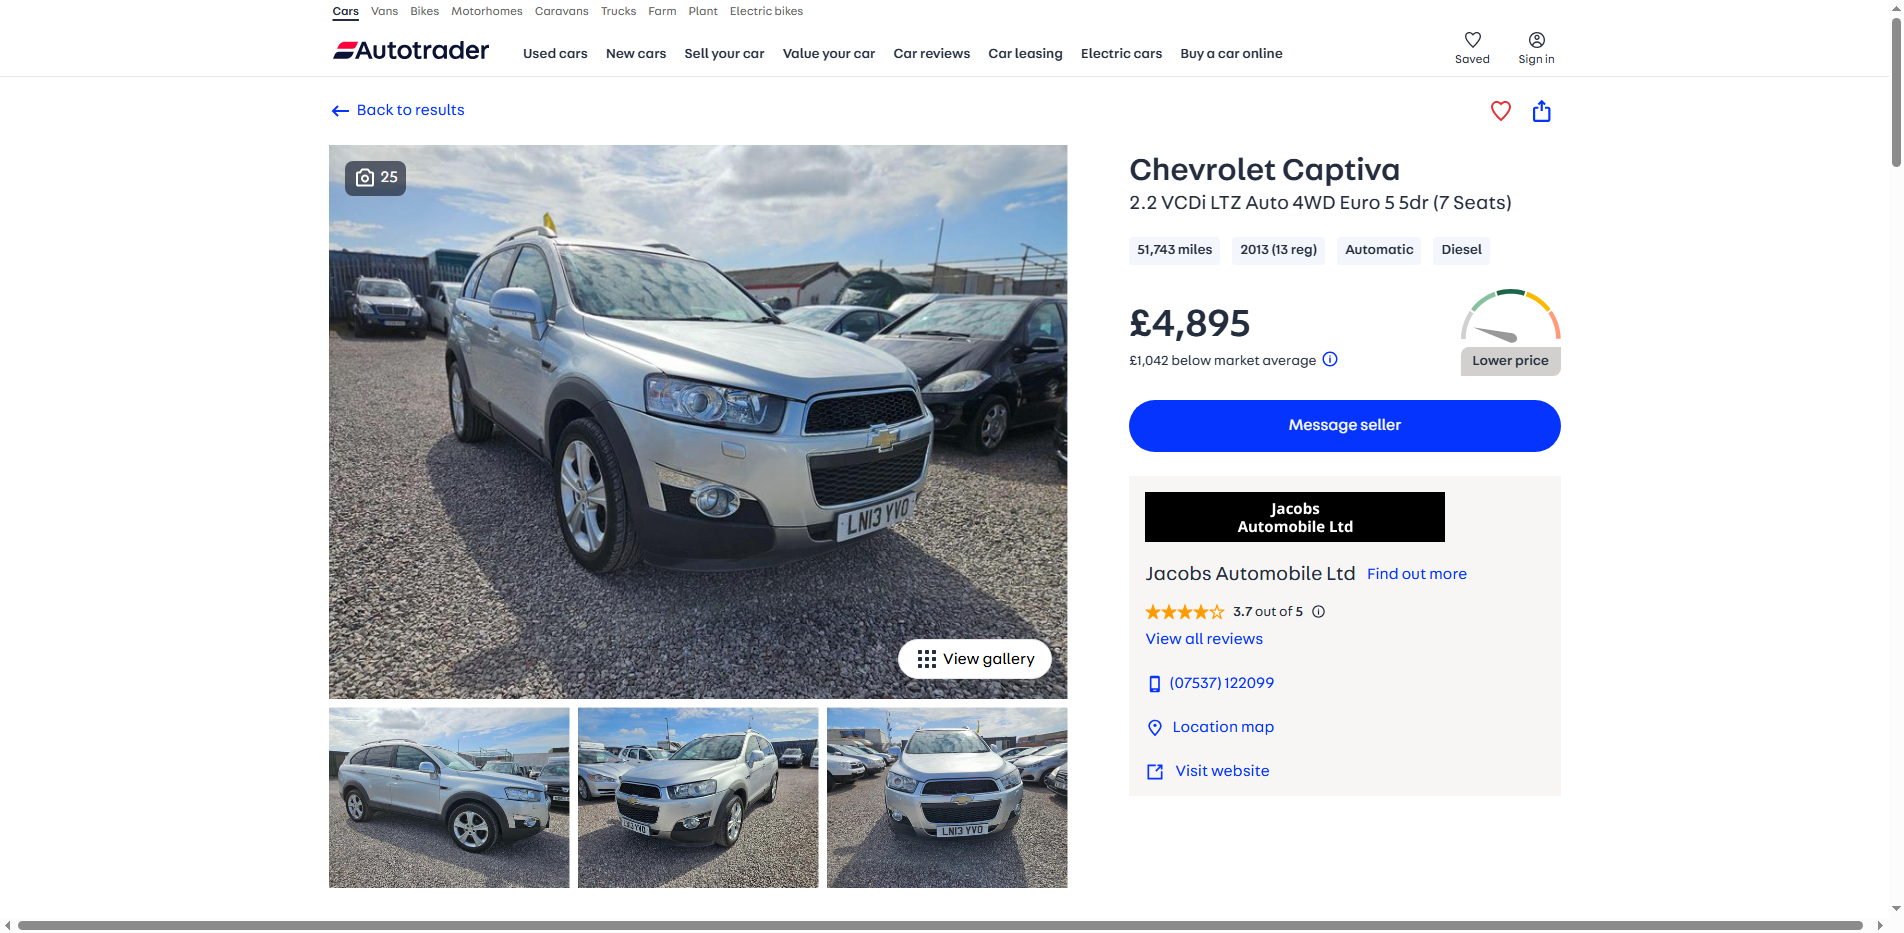 Cars Vans Bikes Motorhomes Caravans Trucks Farm Plant Electric bikes
Autotrader Used cars New cars Sell your car Value your car Car reviews Car leasing Electric cars Buy a car online Saved Sign in
Back to results
25
LN13 YVO
View gallery
LN13 YVO
LN13 YVO
Chevrolet Captiva
2.2 VCDi LTZ Auto 4WD Euro 5 5dr (7 Seats)
51,743 miles 2013 (13 reg) Automatic Diesel
£4,895
£1,042 below market average
Lower price
Message seller
Jacobs
Automobile Ltd
Jacobs Automobile Ltd Find out more
3.7 out of 5
View all reviews
(07537) 122099
Location map
Visit website